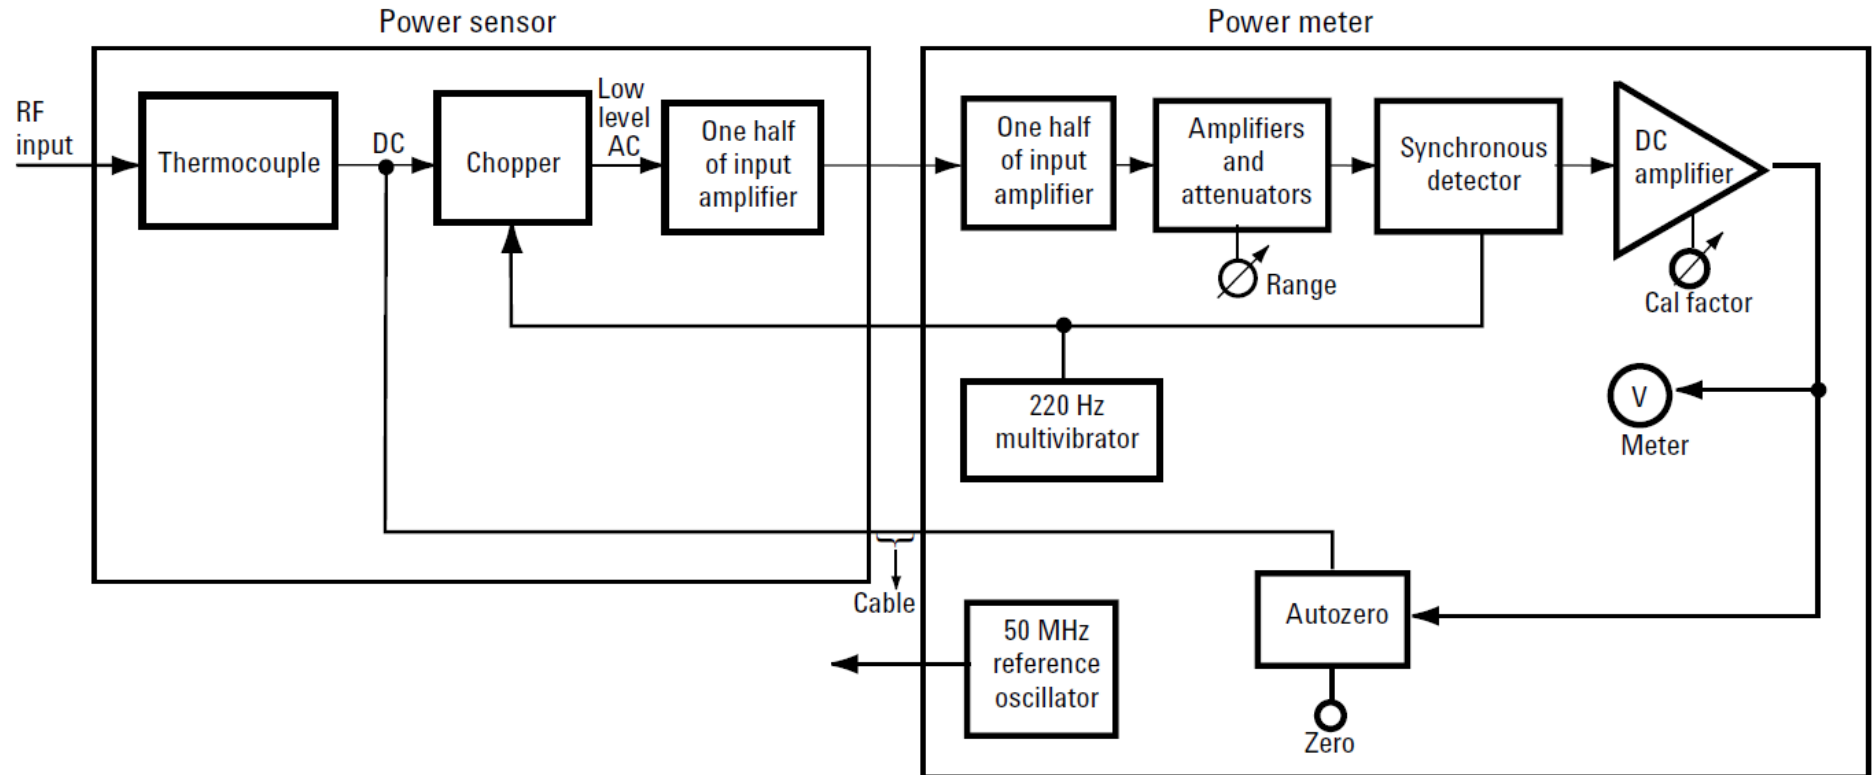 Power sensor
Power meter
RF
input
Thermocouple
DC
Chopper
Low
level
AC
One half
of input
amplifier
One half
of input
amplifier
Amplifiers
and
attenuators
Synchronous
detector
DC
amplifier
Range
Cal factor
220 Hz
multivibrator
V
Meter
Cable
50 MHz
reference
oscillator
Autozero
Zero